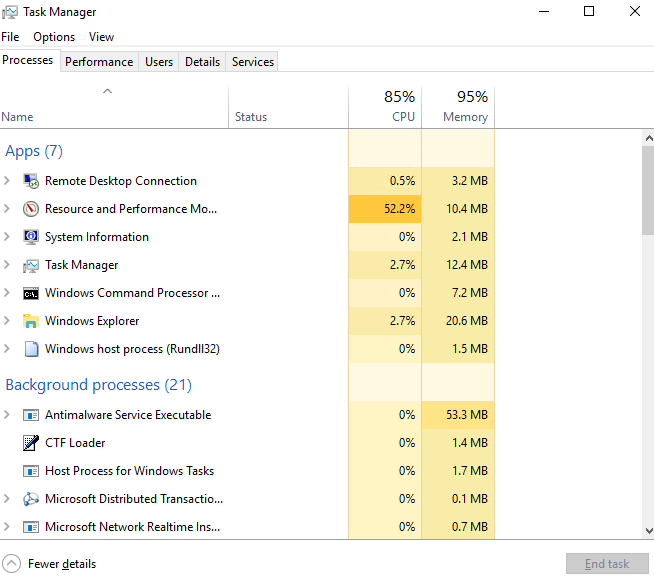 Task Manager
File Options View
Processes Performance Users Details Services
85% 95%
Name Status CPU Memory
Apps (7)
Remote Desktop Connection 0.5% 3.2 MB
Resource and Performance Mo... 52.2% 10.4 MB
System Information 0% 2.1 MB
Task Manager 2.7% 12.4 MB
Windows Command Processor ... 0% 7.2 MB
Windows Explorer 2.7% 20.6 MB
Windows host process (Rundll32) 0% 1.5 MB
Background processes (21)
Antimalware Service Executable 0% 53.3 MB
CTF Loader 0% 1.4 MB
Host Process for Windows Tasks 0% 1.7 MB
Microsoft Distributed Transactio... 0% 0.1 MB
Microsoft Network Realtime Ins... 0% 0.7 MB
Fewer details End task